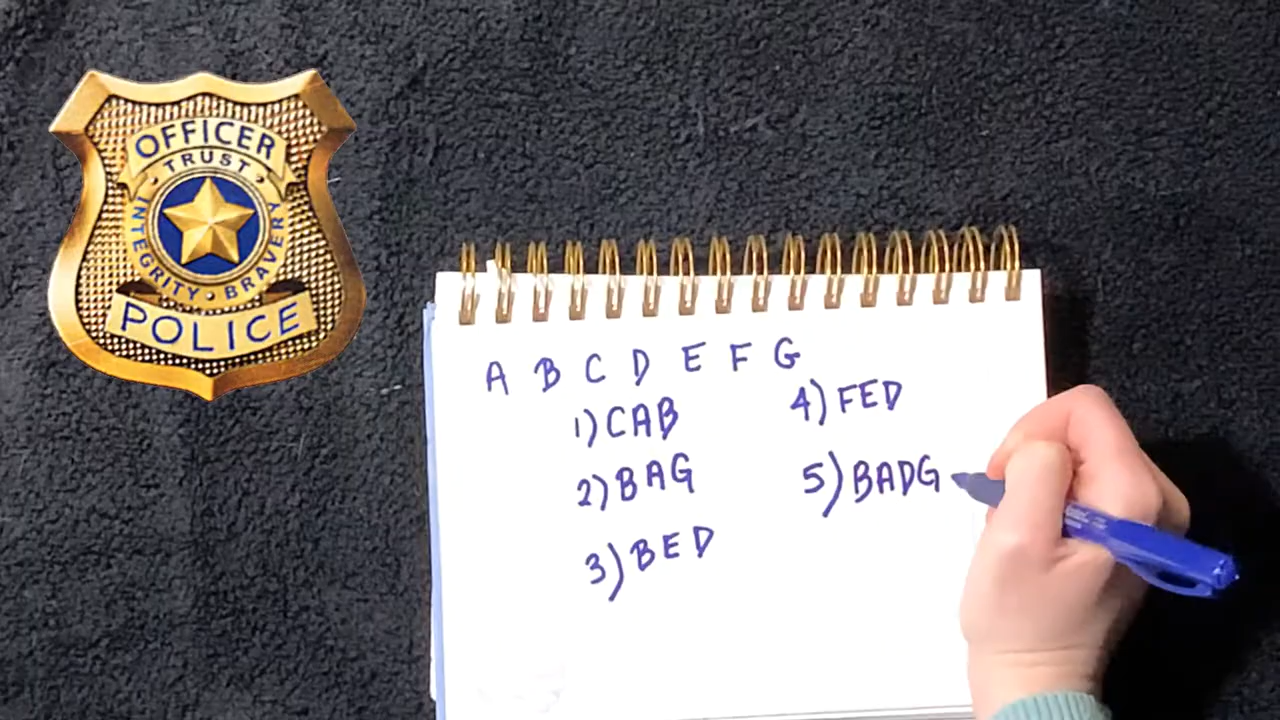 OFFICER
TRUST
INTEGRITY • BRAVERY
POLICE
A B C D E F G
1) CAB
2) BAG
3) BED
4) FED
5) BADG